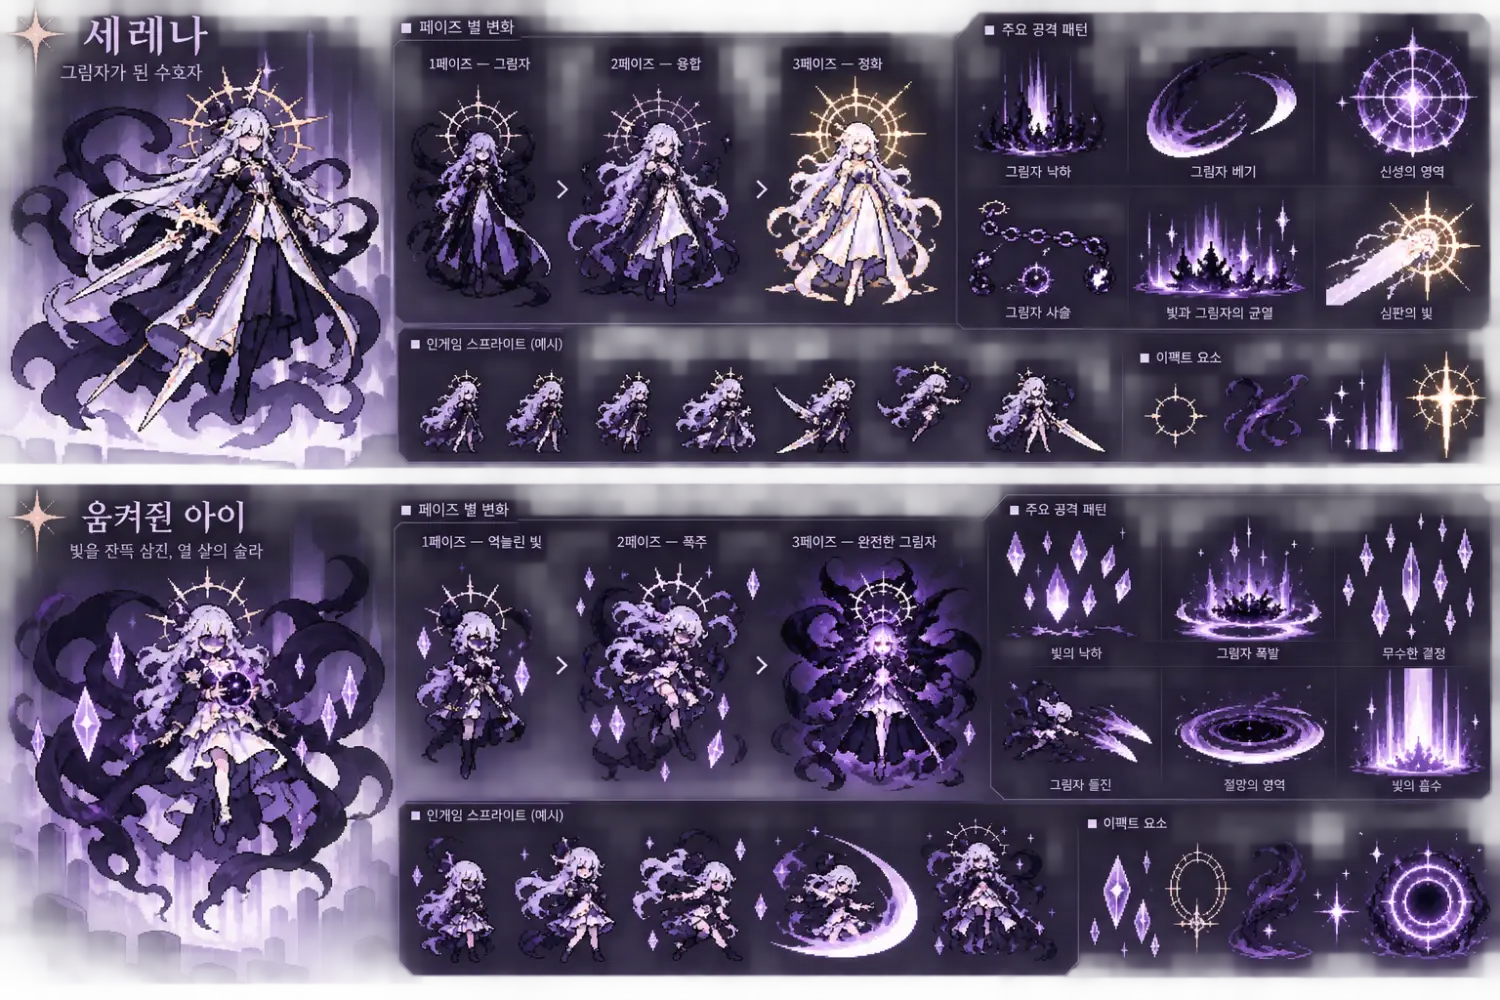 세레나
그림자가 된 수호자
■ 페이즈 별 변화
1페이즈 — 그림자
2페이즈 — 융합
3페이즈 — 정화
■ 주요 공격 패턴
그림자 낙하
그림자 베기
신성의 영역
그림자 사슬
빛과 그림자의 균열
심판의 빛
■ 인게임 스프라이트 (예시)
■ 이팩트 요소
움켜쥔 아이
빛을 잔뜩 삼진, 열 살의 술라
■ 페이즈 별 변화
1페이즈 — 억눌린 빛
2페이즈 — 폭주
3페이즈 — 완전한 그림자
■ 주요 공격 패턴
빛의 낙하
그림자 폭발
무수한 결정
그림자 돌진
절망의 영역
빛의 흡수
■ 인게임 스프라이트 (예시)
■ 이팩트 요소